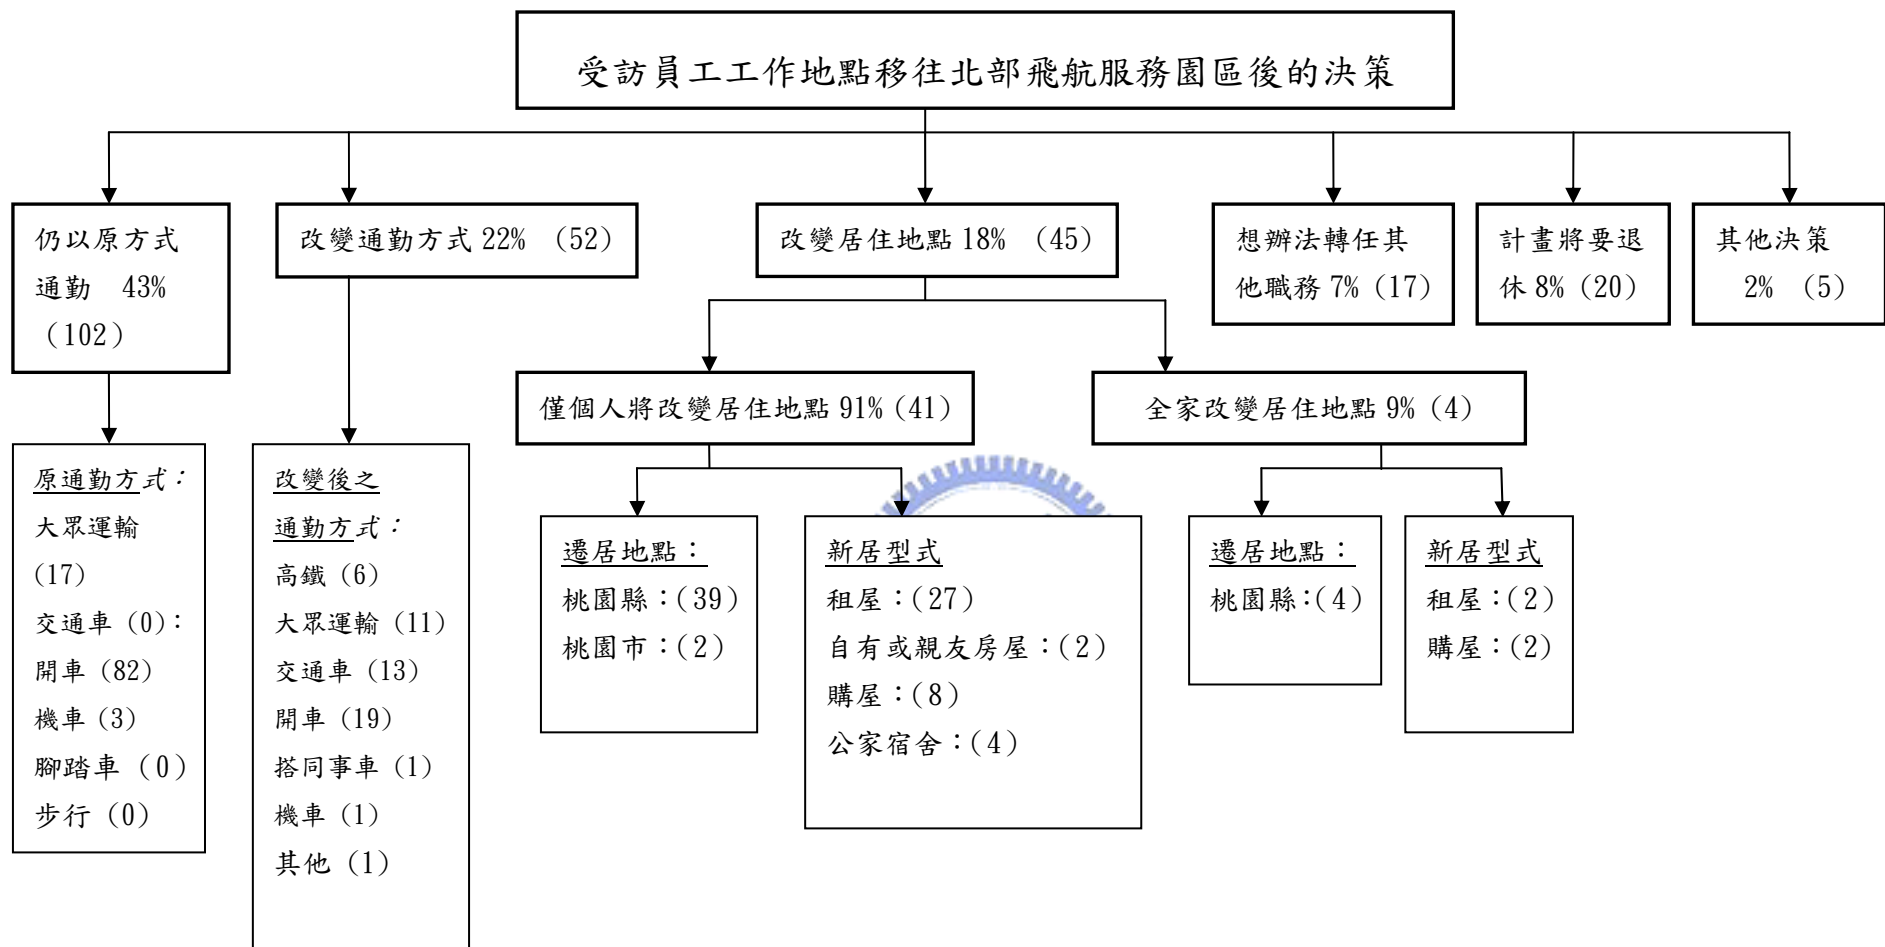 受訪員工工作地點移往北部飛航服務園區後的決策
仍以原方式
通勤 43%
(102)
改變通勤方式 22% (52)
改變居住地點 18% (45)
想辦法轉任其
他職務 7% (17)
計畫將要退
休 8% (20)
其他決策
2% (5)
僅個人將改變居住地點 91% (41)
全家改變居住地點 9% (4)
原通勤方式：
大眾運輸
(17)
交通車 (0)：
開車 (82)
機車 (3)
腳踏車 (0)
步行 (0)
改變後之
通勤方式：
高鐵 (6)
大眾運輸 (11)
交通車 (13)
開車 (19)
搭同事車 (1)
機車 (1)
其他 (1)
遷居地點：
桃園縣：(39)
桃園市：(2)
新居型式
租屋：(27)
自有或親友房屋：(2)
購屋：(8)
公家宿舍：(4)
遷居地點：
桃園縣：(4)
新居型式
租屋：(2)
購屋：(2)